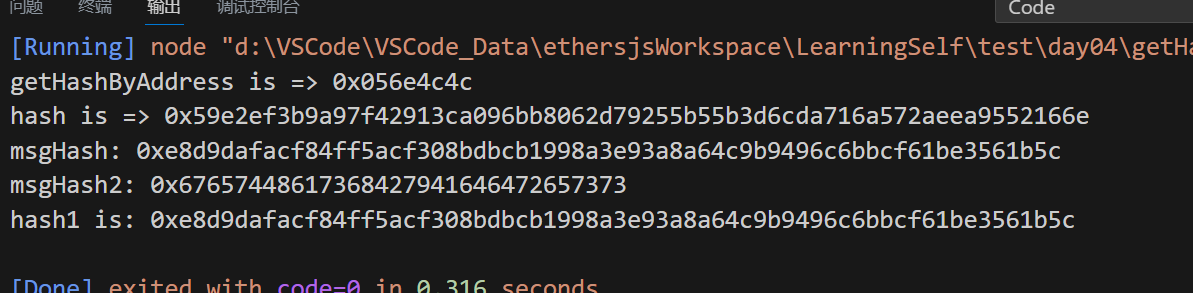 问题 终端 输出 调试控制台 Code
[Running] node "d:\VSCode\VSCode_Data\ethersjsWorkspace\LearningSelf\test\day04\getHa
getHashByAddress is => 0x056e4c4c
hash is => 0x59e2ef3b9a97f42913ca096bb8062d79255b55b3d6cda716a572aeea9552166e
msgHash: 0xe8d9dafacf84ff5acf308bdbcb1998a3e93a8a64c9b9496c6bbcf61be3561b5c
msgHash2: 0x67657448617368427941646472657373
hash1 is: 0xe8d9dafacf84ff5acf308bdbcb1998a3e93a8a64c9b9496c6bbcf61be3561b5c
[Done] exited with code=0 in 0.316 seconds